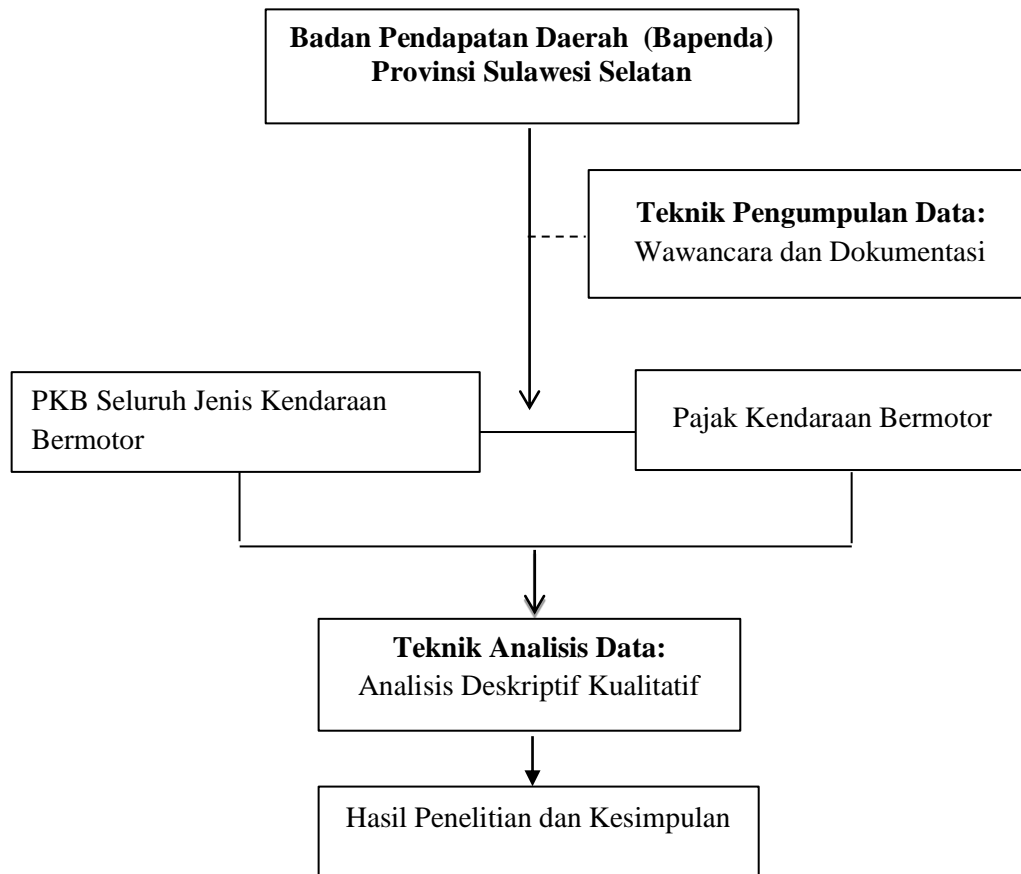 Badan Pendapatan Daerah (Bapenda)
Provinsi Sulawesi Selatan
Teknik Pengumpulan Data:
Wawancara dan Dokumentasi
PKB Seluruh Jenis Kendaraan
Bermotor
Pajak Kendaraan Bermotor
Teknik Analisis Data:
Analisis Deskriptif Kualitatif
Hasil Penelitian dan Kesimpulan